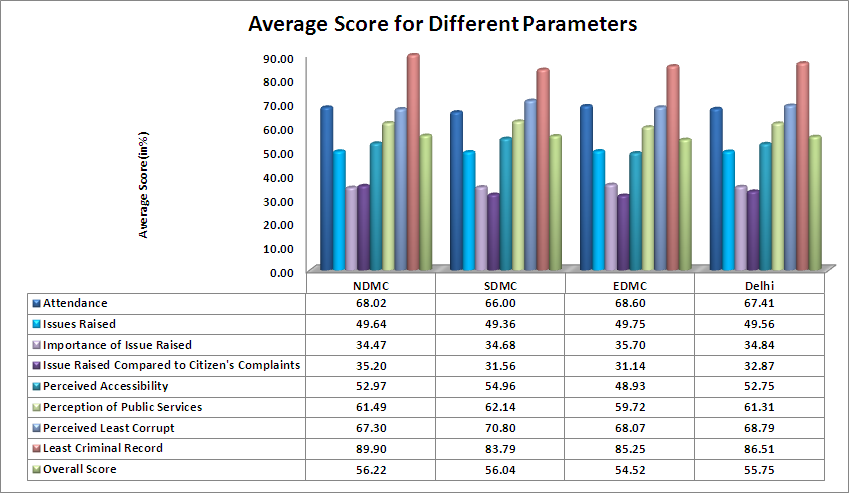 Average Score for Different Parameters
Average Score(in%)
90.00
80.00
70.00
60.00
50.00
40.00
30.00
20.00
10.00
0.00
NDMC SDMC EDMC Delhi
Attendance 68.02 66.00 68.60 67.41
Issues Raised 49.64 49.36 49.75 49.56
Importance of Issue Raised 34.47 34.68 35.70 34.84
Issue Raised Compared to Citizen's Complaints 35.20 31.56 31.14 32.87
Perceived Accessibility 52.97 54.96 48.93 52.75
Perception of Public Services 61.49 62.14 59.72 61.31
Perceived Least Corrupt 67.30 70.80 68.07 68.79
Least Criminal Record 89.90 83.79 85.25 86.51
Overall Score 56.22 56.04 54.52 55.75